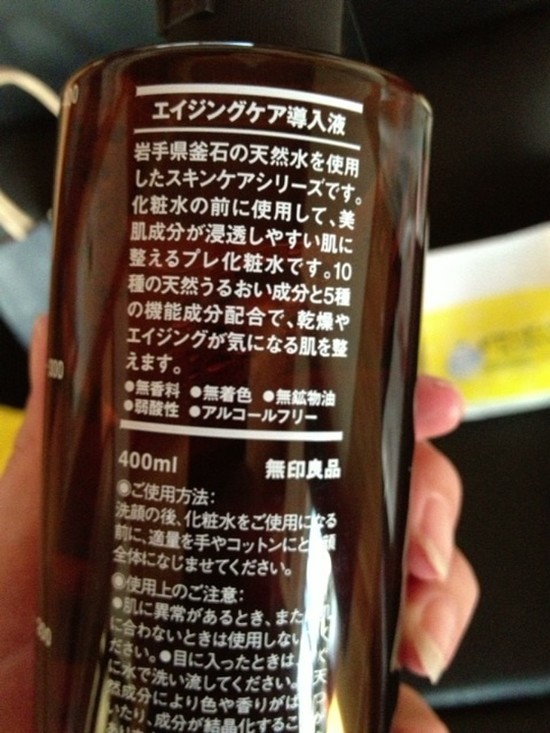 エイジングケア導入液
岩手県釜石の天然水を使用
したスキンケアシリーズです。
化粧水の前に使用して、美
肌成分が浸透しやすい肌に
整えるプレ化粧水です。10
種の天然うるおい成分と5種
の機能成分配合で、乾燥や
エイジングが気になる肌を整
えます。
●無香料 ●無着色 ●無鉱物油
●弱酸性 ●アルコールフリー
400ml 無印良品
◉ご使用方法:
洗顔の後、化粧水をご使用になる
前に、適量を手やコットンにと 顔
全体になじませてください。
◉使用上のご注意:
●肌に異常があるとき、また 肌
に合わないときは使用しない
ださい。●目に入ったときは、
に水で洗い流してください。
然成分により色や香りがば
いたり、成分が結晶化するこ
200